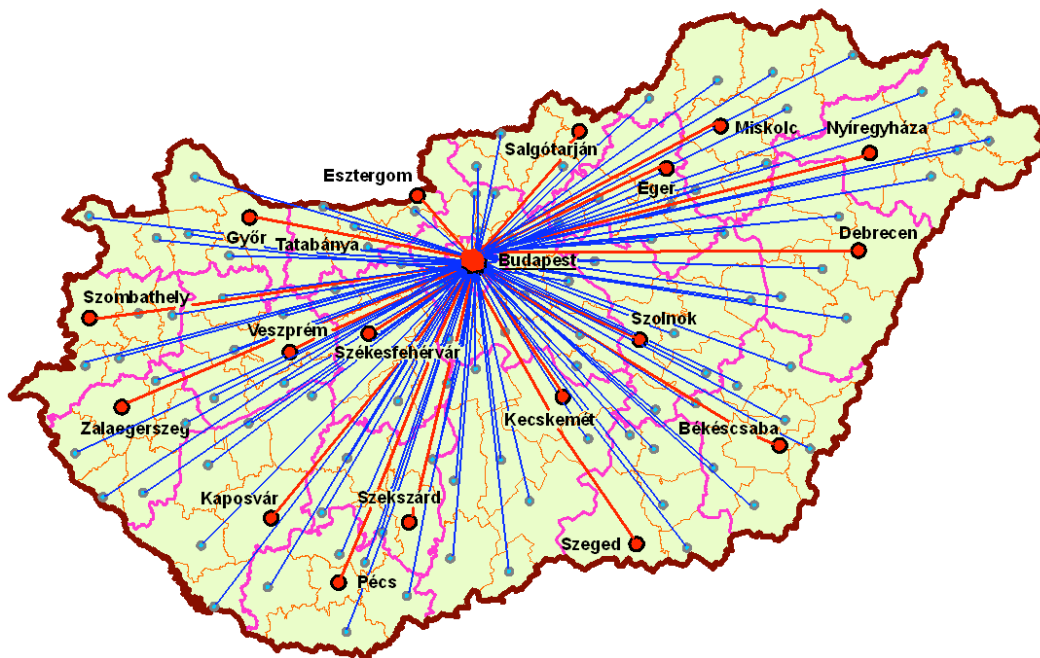 Miskolc
Nyíregyháza
Salgótarján
Eger
Esztergom
Győr
Tatabánya
Debrecen
Budapest
Szombathely
Veszprém
Székesfehérvár
Szolnok
Kecskemét
Zalaegerszeg
Békéscsaba
Kaposvár
Szekszárd
Szeged
Pécs